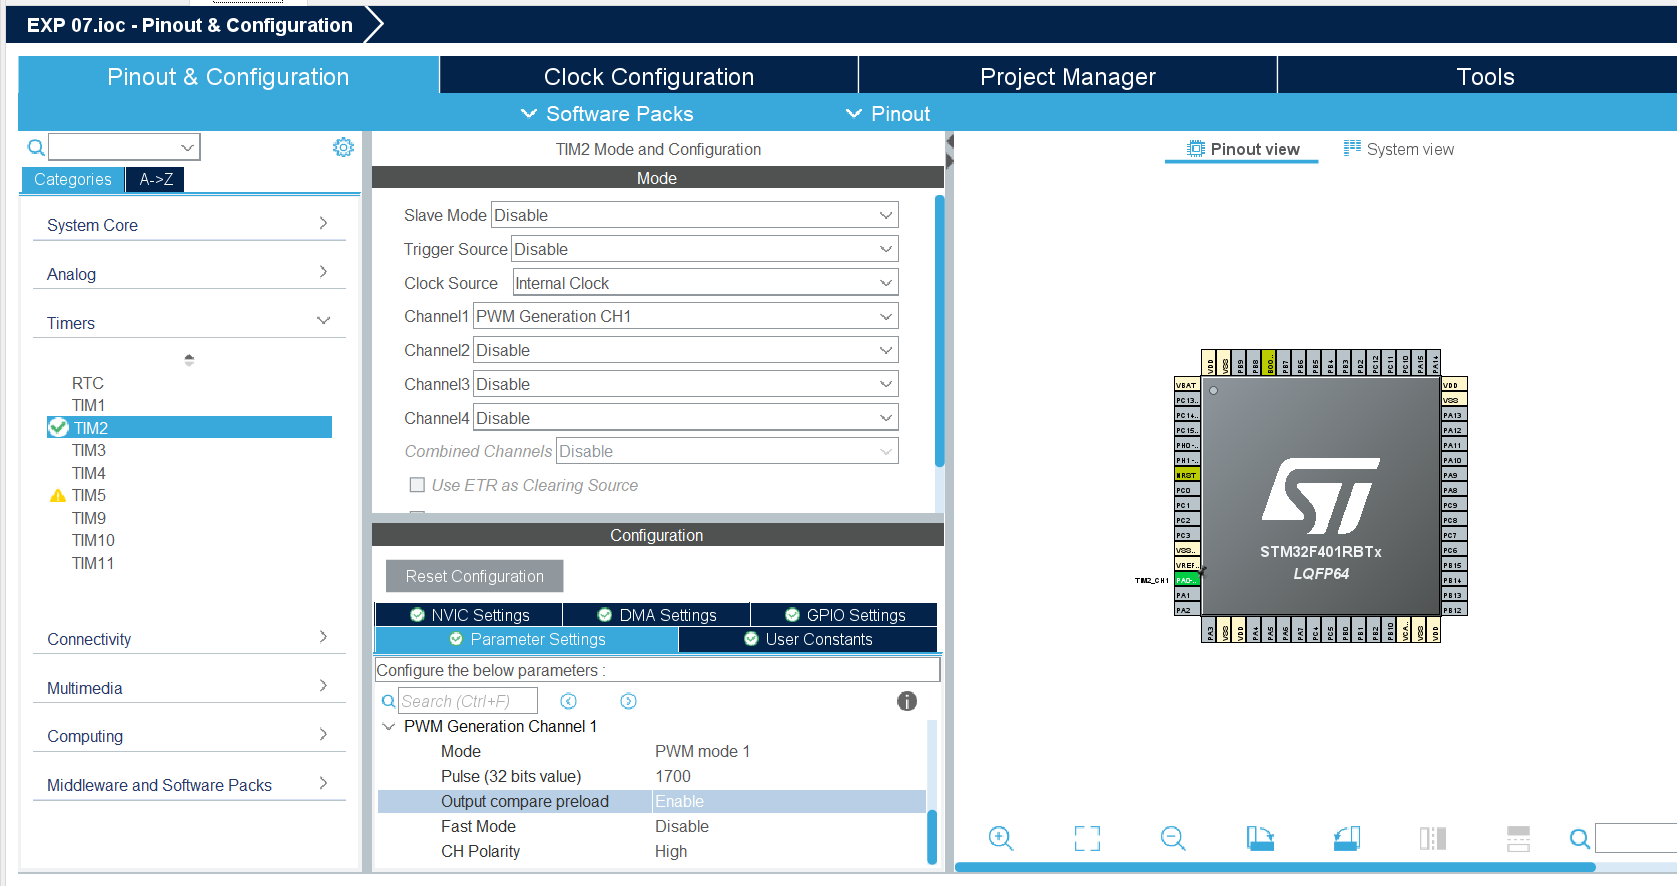 EXP 07.ioc - Pinout & Configuration
Pinout & Configuration
Clock Configuration
Project Manager
Tools
Software Packs
Pinout
Categories
A->Z
System Core
Analog
Timers
RTC
TIM1
TIM2
TIM3
TIM4
TIM5
TIM9
TIM10
TIM11
Connectivity
Multimedia
Computing
Middleware and Software Packs
TIM2 Mode and Configuration
Mode
Slave Mode Disable
Trigger Source Disable
Clock Source Internal Clock
Channel1 PWM Generation CH1
Channel2 Disable
Channel3 Disable
Channel4 Disable
Combined Channels Disable
Use ETR as Clearing Source
Configuration
Reset Configuration
NVIC Settings
DMA Settings
GPIO Settings
Parameter Settings
User Constants
Configure the below parameters :
Search (Ctrl+F)
PWM Generation Channel 1
Mode PWM mode 1
Pulse (32 bits value) 1700
Output compare preload Enable
Fast Mode Disable
CH Polarity High
Pinout view
System view
VDD
VSS
PB9
PB8
BOO..
PB7
PB6
PB5
PB4
PB3
PD2
PC12
PC11
PC10
PA15
PA14
VBAT
PC13..
PC14..
PC15..
PH0-..
PH1-..
NRST
PC0
PC1
PC2
PC3
VSS..
VREF..
TIM2_CH1
PA0-..
PA1
PA2
STM32F401RBTx
LQFP64
VDD
VSS
PA13
PA12
PA11
PA10
PA9
PA8
PC9
PC8
PC7
PC6
PB15
PB14
PB13
PB12
PA3
VSS
VDD
PA4
PA5
PA6
PA7
PC4
PC5
PB0
PB1
PB2
PB10
VCA..
VSS
VDD